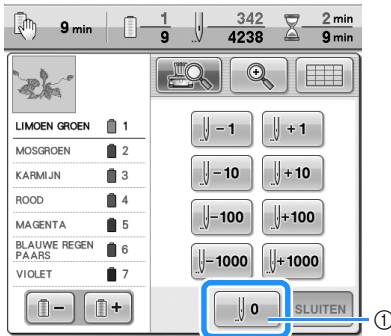 9 min
1
9
342
4238
2 min
9 min
LIMOEN GROEN 1
MOSGROEN 2
KARMIJN 3
ROOD 4
MAGENTA 5
BLAUWE REGEN
PAARS 6
VIOLET 7
-1 +1
-10 +10
-100 +100
-1000 +1000
0 SLUITEN
①